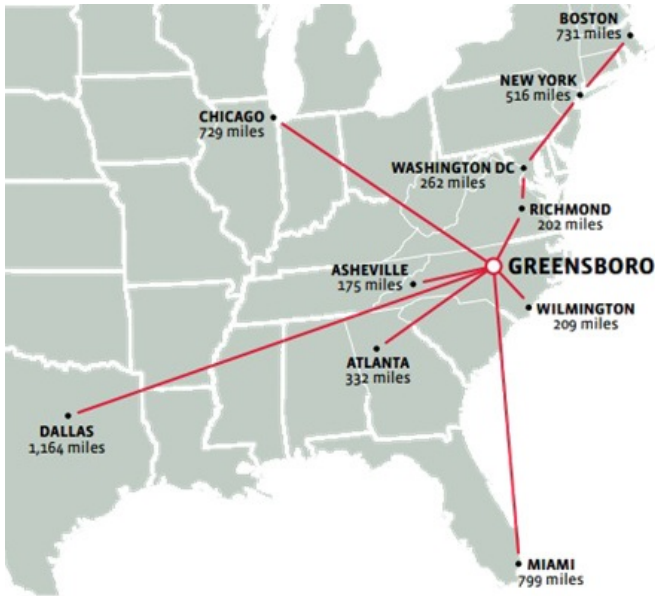 BOSTON
731 miles
NEW YORK
516 miles
CHICAGO
729 miles
WASHINGTON DC
262 miles
RICHMOND
202 miles
GREENSBORO
ASHEVILLE
175 miles
WILMINGTON
209 miles
ATLANTA
332 miles
DALLAS
1,164 miles
MIAMI
799 miles